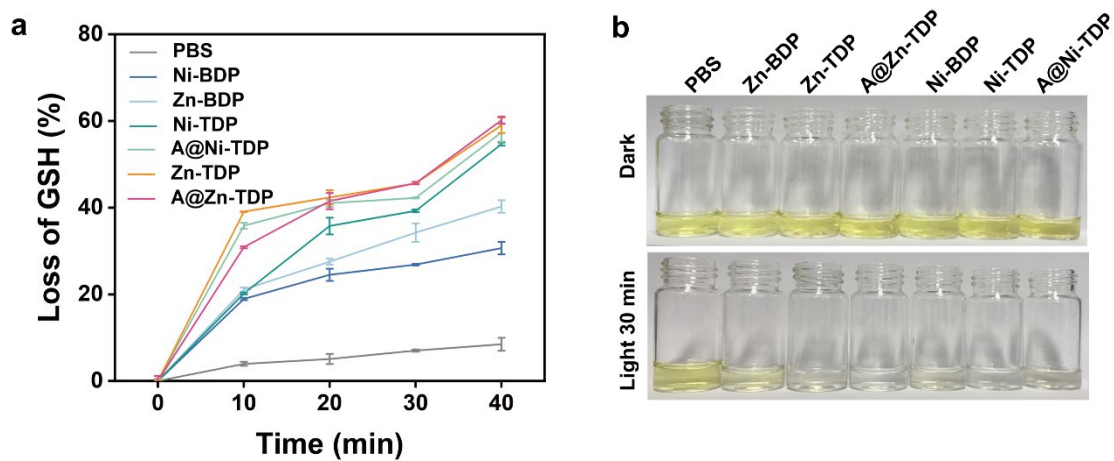 a
Loss of GSH (%)
80
60
40
20
0
PBS
Ni-BDP
Zn-BDP
Ni-TDP
A@Ni-TDP
Zn-TDP
A@Zn-TDP
0 10 20 30 40
Time (min)
b
PBS Zn-BDP Zn-TDP A@Zn-TDP Ni-BDP Ni-TDP A@Ni-TDP
Dark
Light 30 min